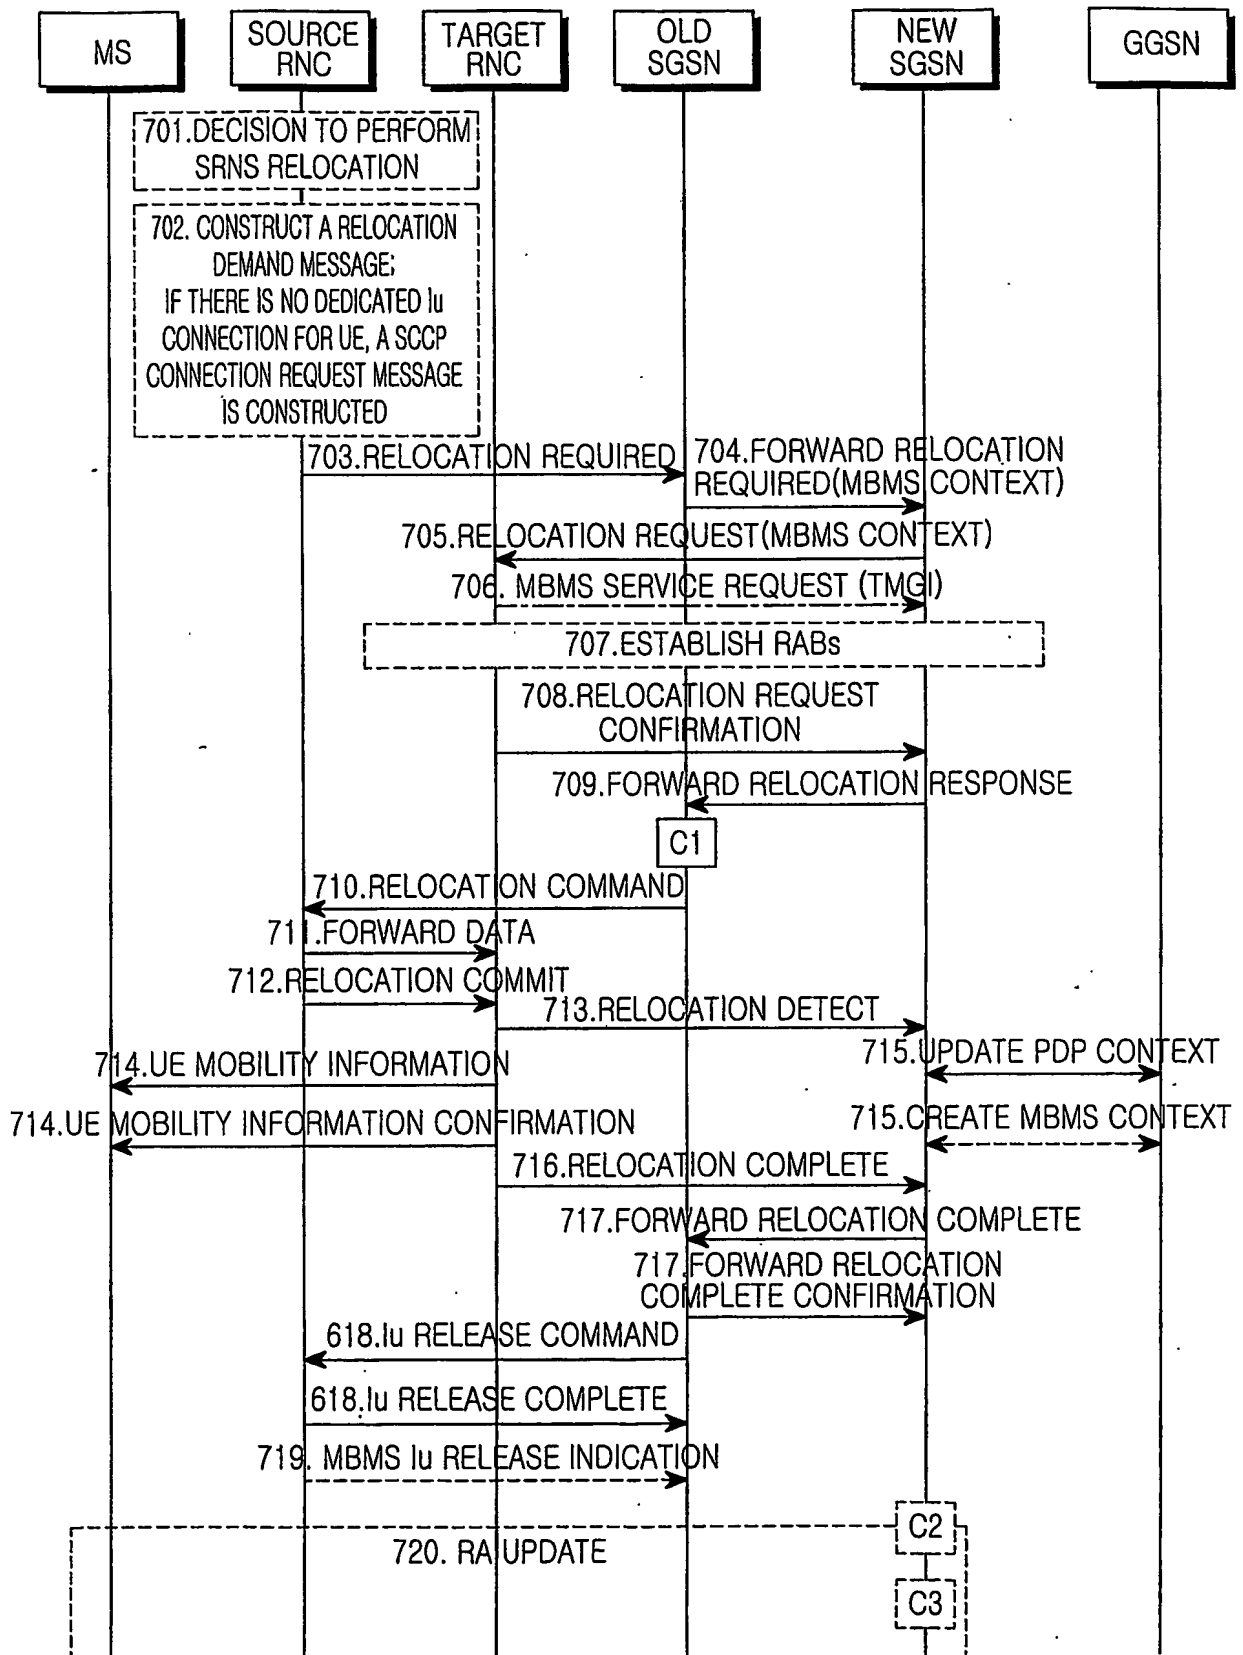 MS
SOURCE
RNC
TARGET
RNC
OLD
SGSN
NEW
SGSN
GGSN
701.DECISION TO PERFORM
SRNS RELOCATION
702. CONSTRUCT A RELOCATION
DEMAND MESSAGE;
IF THERE IS NO DEDICATED Iu
CONNECTION FOR UE, A SCCP
CONNECTION REQUEST MESSAGE
IS CONSTRUCTED
703.RELOCATION REQUIRED
704.FORWARD RELOCATION
REQUIRED(MBMS CONTEXT)
705.RELOCATION REQUEST(MBMS CONTEXT)
706. MBMS SERVICE REQUEST (TMGI)
707.ESTABLISH RABs
708.RELOCATION REQUEST
CONFIRMATION
709.FORWARD RELOCATION RESPONSE
C1
710.RELOCATION COMMAND
711.FORWARD DATA
712.RELOCATION COMMIT
713.RELOCATION DETECT
714.UE MOBILITY INFORMATION
715.UPDATE PDP CONTEXT
714.UE MOBILITY INFORMATION CONFIRMATION
715.CREATE MBMS CONTEXT
716.RELOCATION COMPLETE
717.FORWARD RELOCATION COMPLETE
717.FORWARD RELOCATION
COMPLETE CONFIRMATION
618.Iu RELEASE COMMAND
618.Iu RELEASE COMPLETE
719. MBMS Iu RELEASE INDICATION
C2
720. RA UPDATE
C3